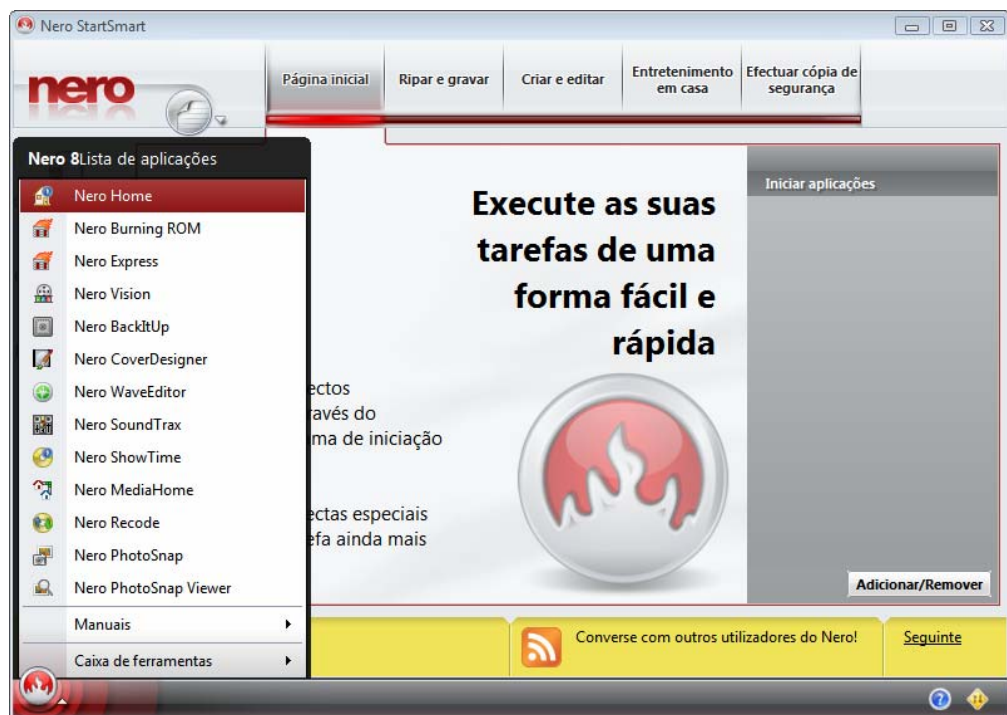 Nero StartSmart
nero
Página inicial
Ripar e gravar
Criar e editar
Entretenimento
em casa
Efectuar cópia de
segurança
Nero 8Lista de aplicações
Nero Home
Nero Burning ROM
Nero Express
Nero Vision
Nero BackItUp
Nero CoverDesigner
Nero WaveEditor
Nero SoundTrax
Nero ShowTime
Nero MediaHome
Nero Recode
Nero PhotoSnap
Nero PhotoSnap Viewer
Manuais
Caixa de ferramentas
Execute as suas
tarefas de uma
forma fácil e
rápida
ectos
ravés do
ma de iniciação
ectas especiais
efa ainda mais
Iniciar aplicações
Adicionar/Remover
Converse com outros utilizadores do Nero!
Seguinte